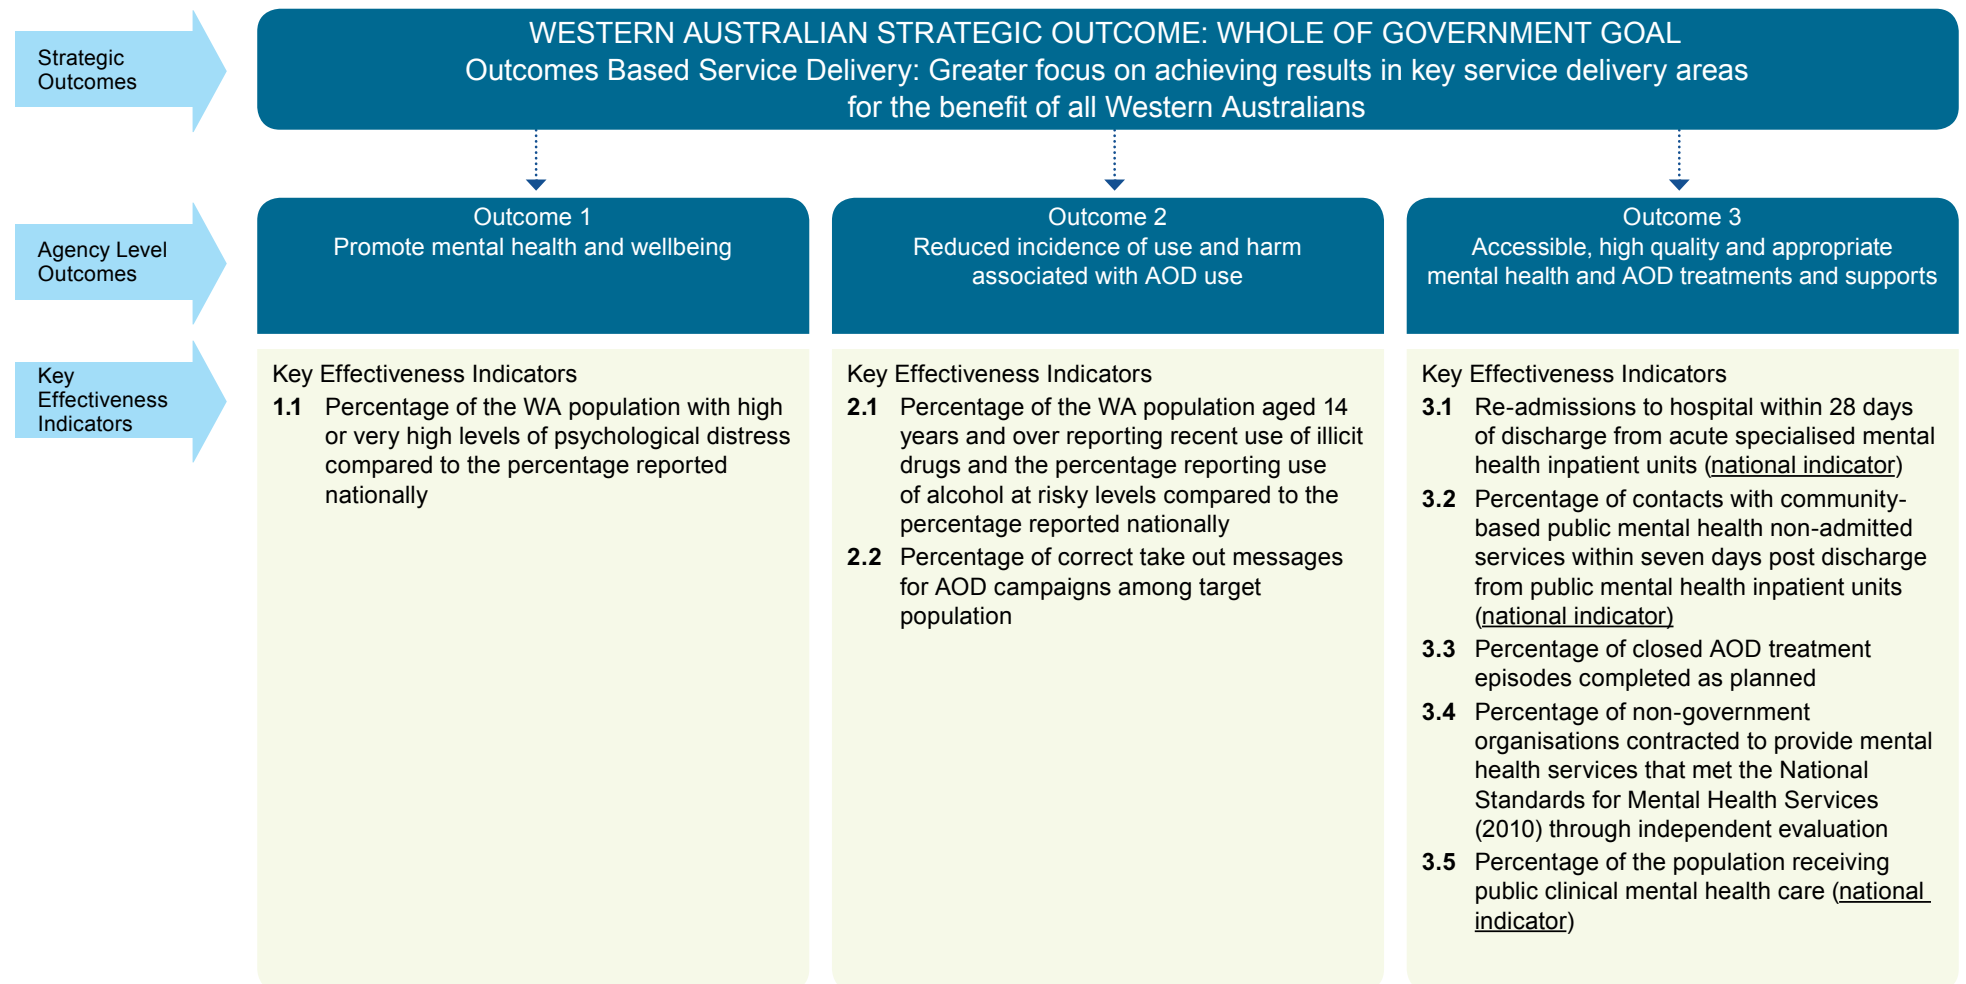 Strategic
Outcomes
WESTERN AUSTRALIAN STRATEGIC OUTCOME: WHOLE OF GOVERNMENT GOAL
Outcomes Based Service Delivery: Greater focus on achieving results in key service delivery areas
for the benefit of all Western Australians
Agency Level
Outcomes
Outcome 1
Promote mental health and wellbeing
Outcome 2
Reduced incidence of use and harm
associated with AOD use
Outcome 3
Accessible, high quality and appropriate
mental health and AOD treatments and supports
Key
Effectiveness
Indicators
Key Effectiveness Indicators
1.1 Percentage of the WA population with high
or very high levels of psychological distress
compared to the percentage reported
nationally
Key Effectiveness Indicators
2.1 Percentage of the WA population aged 14
years and over reporting recent use of illicit
drugs and the percentage reporting use
of alcohol at risky levels compared to the
percentage reported nationally
2.2 Percentage of correct take out messages
for AOD campaigns among target
population
Key Effectiveness Indicators
3.1 Re-admissions to hospital within 28 days
of discharge from acute specialised mental
health inpatient units (national indicator)
3.2 Percentage of contacts with community-
based public mental health non-admitted
services within seven days post discharge
from public mental health inpatient units
(national indicator)
3.3 Percentage of closed AOD treatment
episodes completed as planned
3.4 Percentage of non-government
organisations contracted to provide mental
health services that met the National
Standards for Mental Health Services
(2010) through independent evaluation
3.5 Percentage of the population receiving
public clinical mental health care (national
indicator)